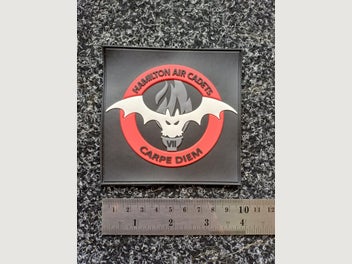 HAMILTON AIR CADETS
VII
CARPE DIEM
1 2 3 4 5 6 7 8 9 10 11 12
1 2 3 4